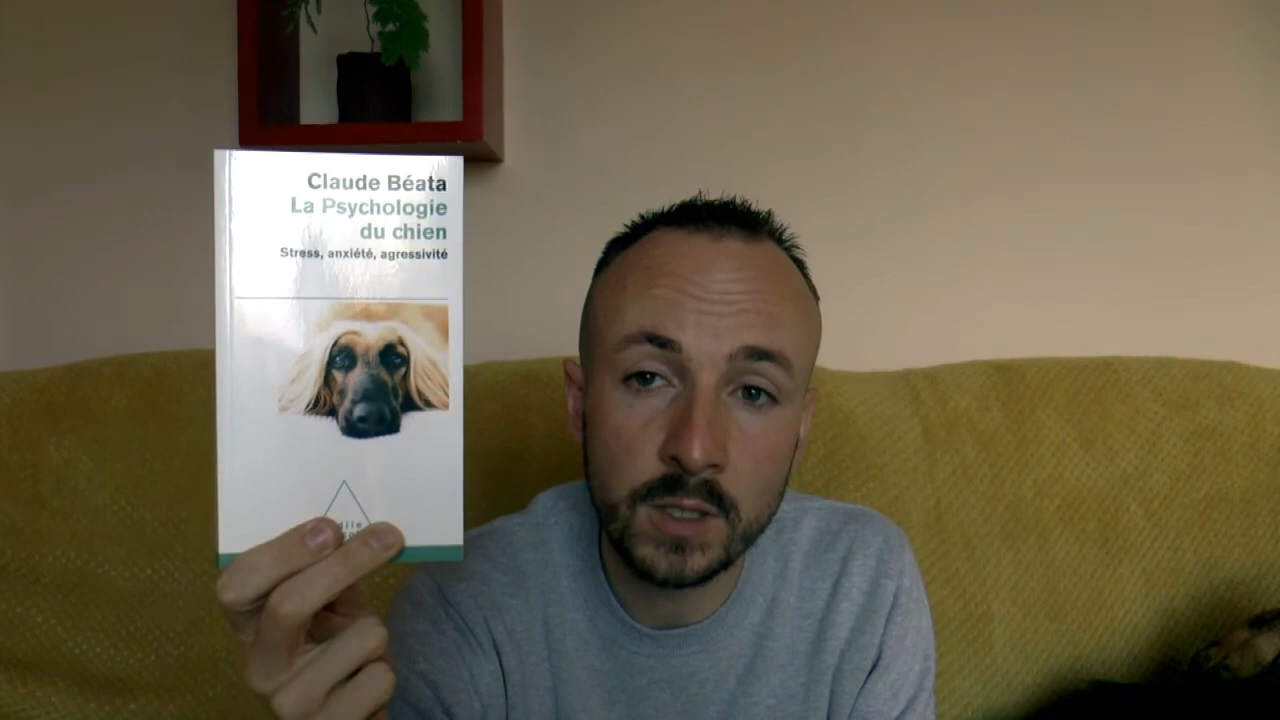 Claude Béata
La Psychologie
du chien
Stress, anxiété, agressivité